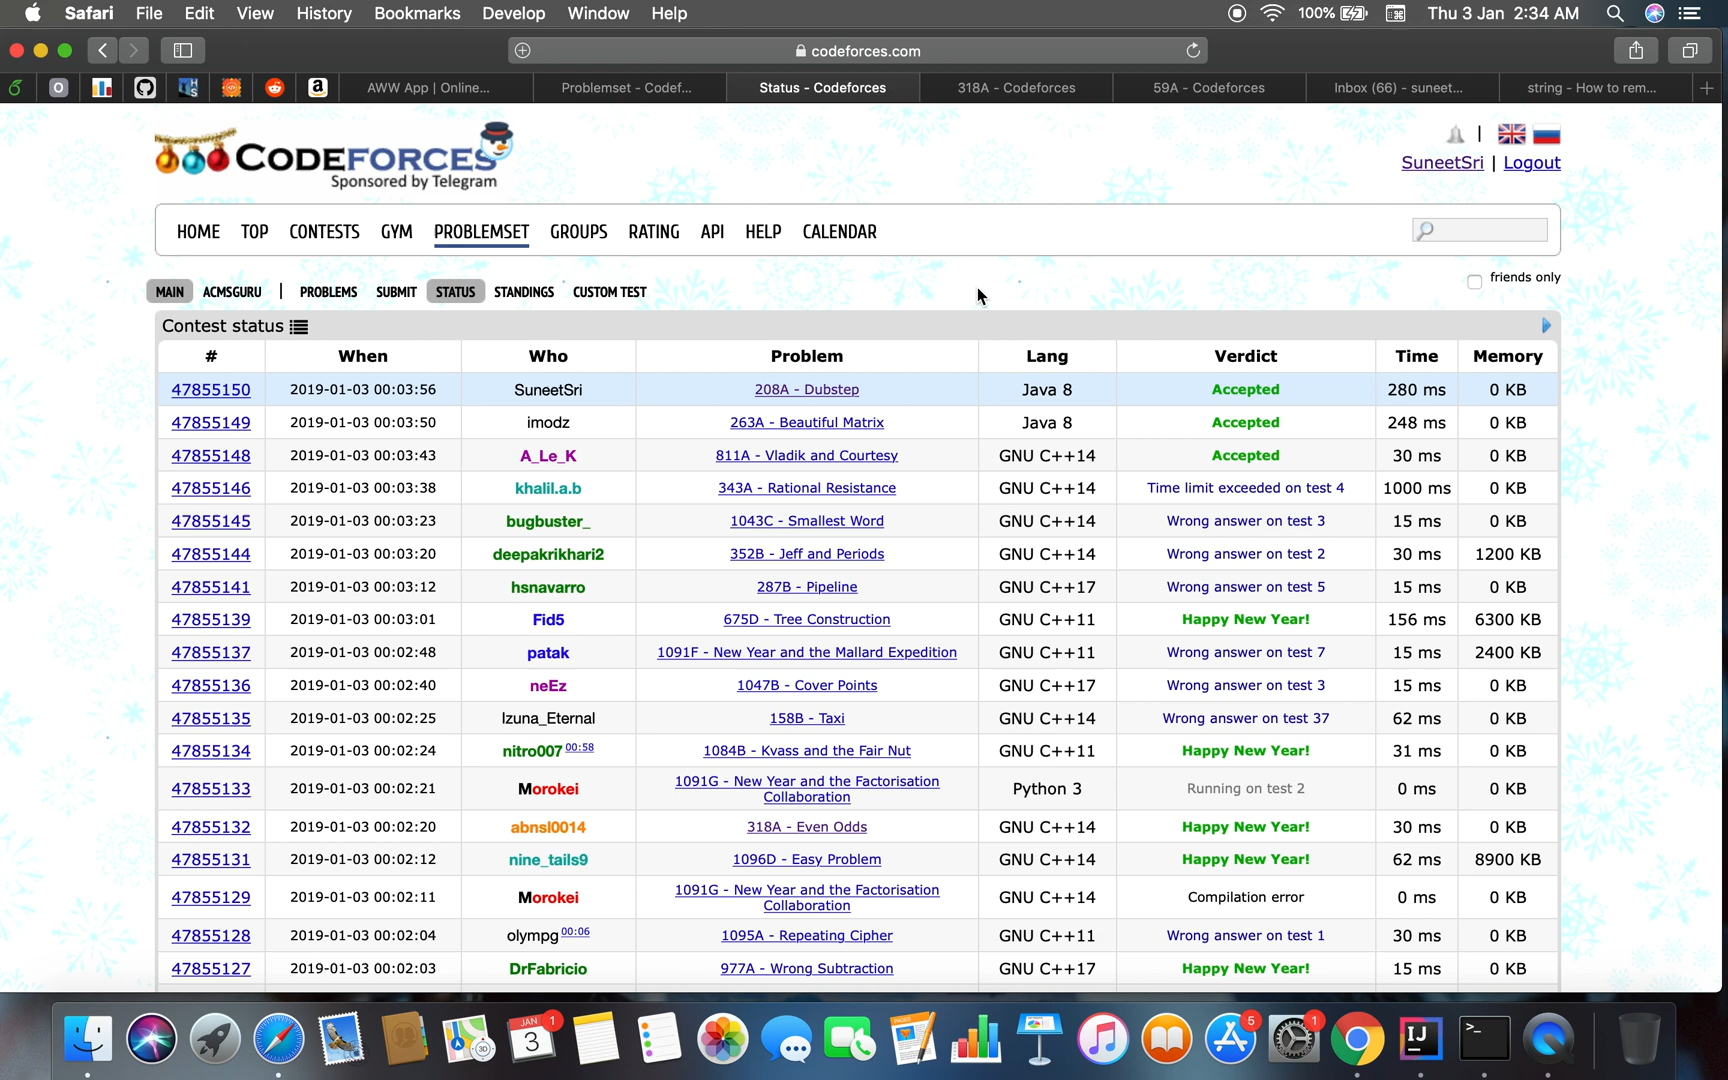 Safari File Edit View History Bookmarks Develop Window Help 100% Thu 3 Jan 2:34 AM
codeforces.com
AWW App | Online... Problemset - Codef... Status - Codeforces 318A - Codeforces 59A - Codeforces Inbox (66) - suneet... string - How to rem...
CODEFORCES
Sponsored by Telegram
SuneetSri | Logout
HOME TOP CONTESTS GYM PROBLEMSET GROUPS RATING API HELP CALENDAR
friends only
MAIN ACMSGURU | PROBLEMS SUBMIT STATUS STANDINGS CUSTOM TEST
Contest status
# When Who Problem Lang Verdict Time Memory
47855150 2019-01-03 00:03:56 SuneetSri 208A - Dubstep Java 8 Accepted 280 ms 0 KB
47855149 2019-01-03 00:03:50 imodz 263A - Beautiful Matrix Java 8 Accepted 248 ms 0 KB
47855148 2019-01-03 00:03:43 A_Le_K 811A - Vladik and Courtesy GNU C++14 Accepted 30 ms 0 KB
47855146 2019-01-03 00:03:38 khalil.a.b 343A - Rational Resistance GNU C++14 Time limit exceeded on test 4 1000 ms 0 KB
47855145 2019-01-03 00:03:23 bugbuster_ 1043C - Smallest Word GNU C++14 Wrong answer on test 3 15 ms 0 KB
47855144 2019-01-03 00:03:20 deepakrikhari2 352B - Jeff and Periods GNU C++14 Wrong answer on test 2 30 ms 1200 KB
47855141 2019-01-03 00:03:12 hsnavarro 287B - Pipeline GNU C++17 Wrong answer on test 5 15 ms 0 KB
47855139 2019-01-03 00:03:01 Fid5 675D - Tree Construction GNU C++11 Happy New Year! 156 ms 6300 KB
47855137 2019-01-03 00:02:48 patak 1091F - New Year and the Mallard Expedition GNU C++11 Wrong answer on test 7 15 ms 2400 KB
47855136 2019-01-03 00:02:40 neEz 1047B - Cover Points GNU C++17 Wrong answer on test 3 15 ms 0 KB
47855135 2019-01-03 00:02:25 Izuna_Eternal 158B - Taxi GNU C++14 Wrong answer on test 37 62 ms 0 KB
47855134 2019-01-03 00:02:24 nitro007 00:58 1084B - Kvass and the Fair Nut GNU C++11 Happy New Year! 31 ms 0 KB
47855133 2019-01-03 00:02:21 Morokei 1091G - New Year and the Factorisation
Collaboration Python 3 Running on test 2 0 ms 0 KB
47855132 2019-01-03 00:02:20 abnsl0014 318A - Even Odds GNU C++14 Happy New Year! 30 ms 0 KB
47855131 2019-01-03 00:02:12 nine_tails9 1096D - Easy Problem GNU C++14 Happy New Year! 62 ms 8900 KB
47855129 2019-01-03 00:02:11 Morokei 1091G - New Year and the Factorisation
Collaboration GNU C++14 Compilation error 0 ms 0 KB
47855128 2019-01-03 00:02:04 olympg 00:06 1095A - Repeating Cipher GNU C++11 Wrong answer on test 1 30 ms 0 KB
47855127 2019-01-03 00:02:03 DrFabricio 977A - Wrong Subtraction GNU C++17 Happy New Year! 15 ms 0 KB
JAN 3 1
3D
PAGES
5
1
IJ
>_